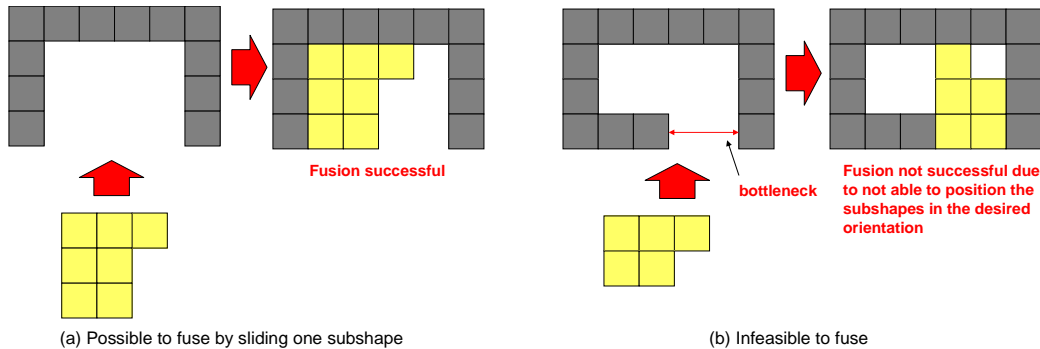 Fusion successful
bottleneck
Fusion not successful due
to not able to position the
subshapes in the desired
orientation
(a) Possible to fuse by sliding one subshape
(b) Infeasible to fuse